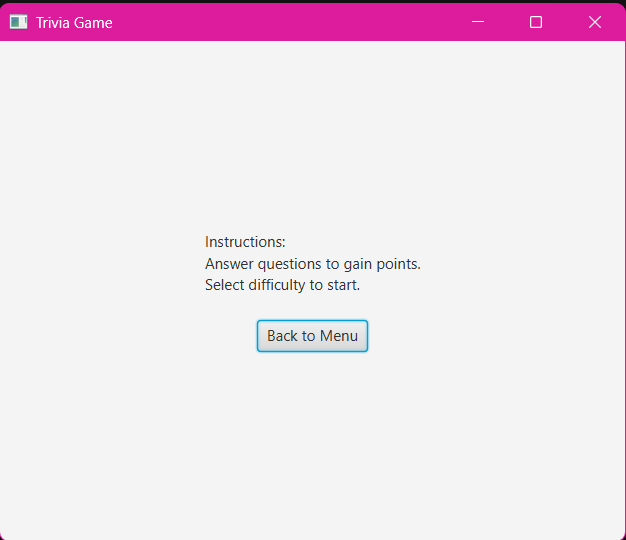 Trivia Game
Instructions:
Answer questions to gain points.
Select difficulty to start.
Back to Menu